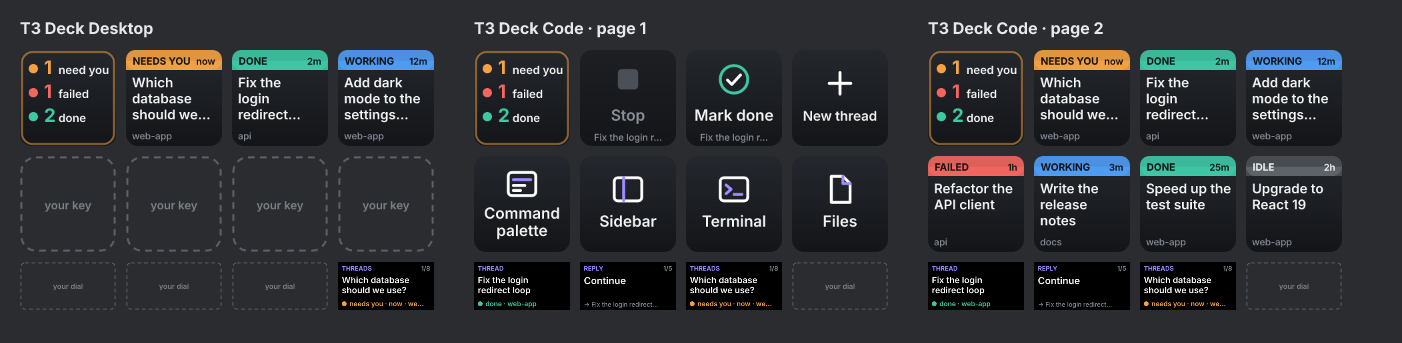 T3 Deck Desktop
1 need you
1 failed
2 done
NEEDS YOU now
Which
database
should we...
web-app
DONE 2m
Fix the
login
redirect...
api
WORKING 12m
Add dark
mode to the
settings...
web-app
your key
your key
your key
your key
your dial
your dial
your dial
THREADS 1/8
Which database
should we use?
needs you · now · we...
T3 Deck Code · page 1
1 need you
1 failed
2 done
Stop
Fix the login r...
Mark done
Fix the login r...
New thread
Command
palette
Sidebar
Terminal
Files
THREAD
Fix the login
redirect loop
done · web-app
REPLY 1/5
Continue
→ Fix the login redirect...
THREADS 1/8
Which database
should we use?
needs you · now · we...
your dial
T3 Deck Code · page 2
1 need you
1 failed
2 done
NEEDS YOU now
Which
database
should we...
web-app
DONE 2m
Fix the
login
redirect...
api
WORKING 12m
Add dark
mode to the
settings...
web-app
FAILED 1h
Refactor the
API client
api
WORKING 3m
Write the
release
notes
docs
DONE 25m
Speed up the
test suite
web-app
IDLE 2h
Upgrade to
React 19
web-app
THREAD
Fix the login
redirect loop
done · web-app
REPLY 1/5
Continue
→ Fix the login redirect...
THREADS 1/8
Which database
should we use?
needs you · now · we...
your dial